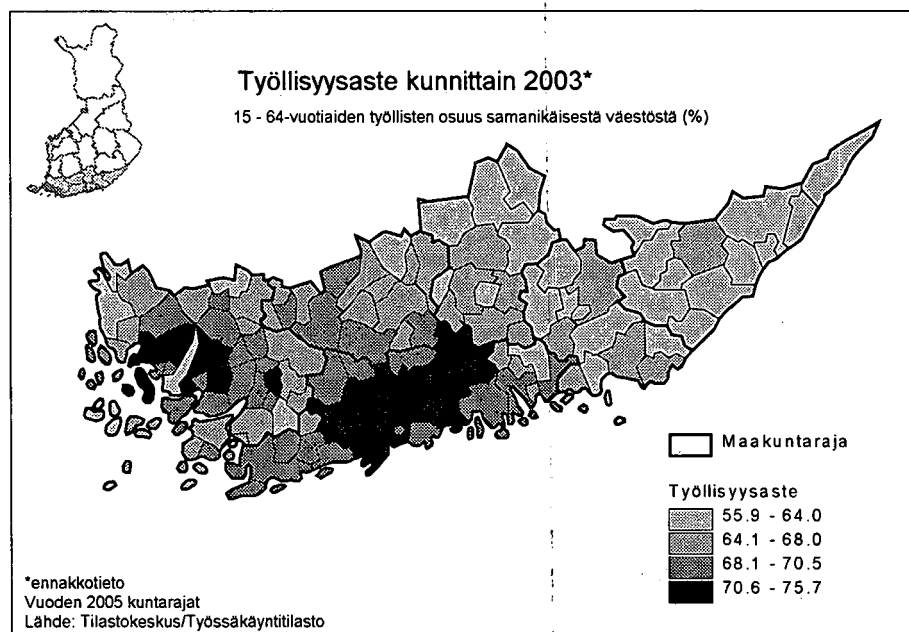 Työllisyysaste kunnittain 2003*
15 - 64-vuotiaiden työllisten osuus samanikäisestä väestöstä (%)
Maakuntaraja
Työllisyysaste
55.9 - 64.0
64.1 - 68.0
68.1 - 70.5
70.6 - 75.7
*ennakkotieto
Vuoden 2005 kuntarajat
Lähde: Tilastokeskus/Työssäkäyntitilasto